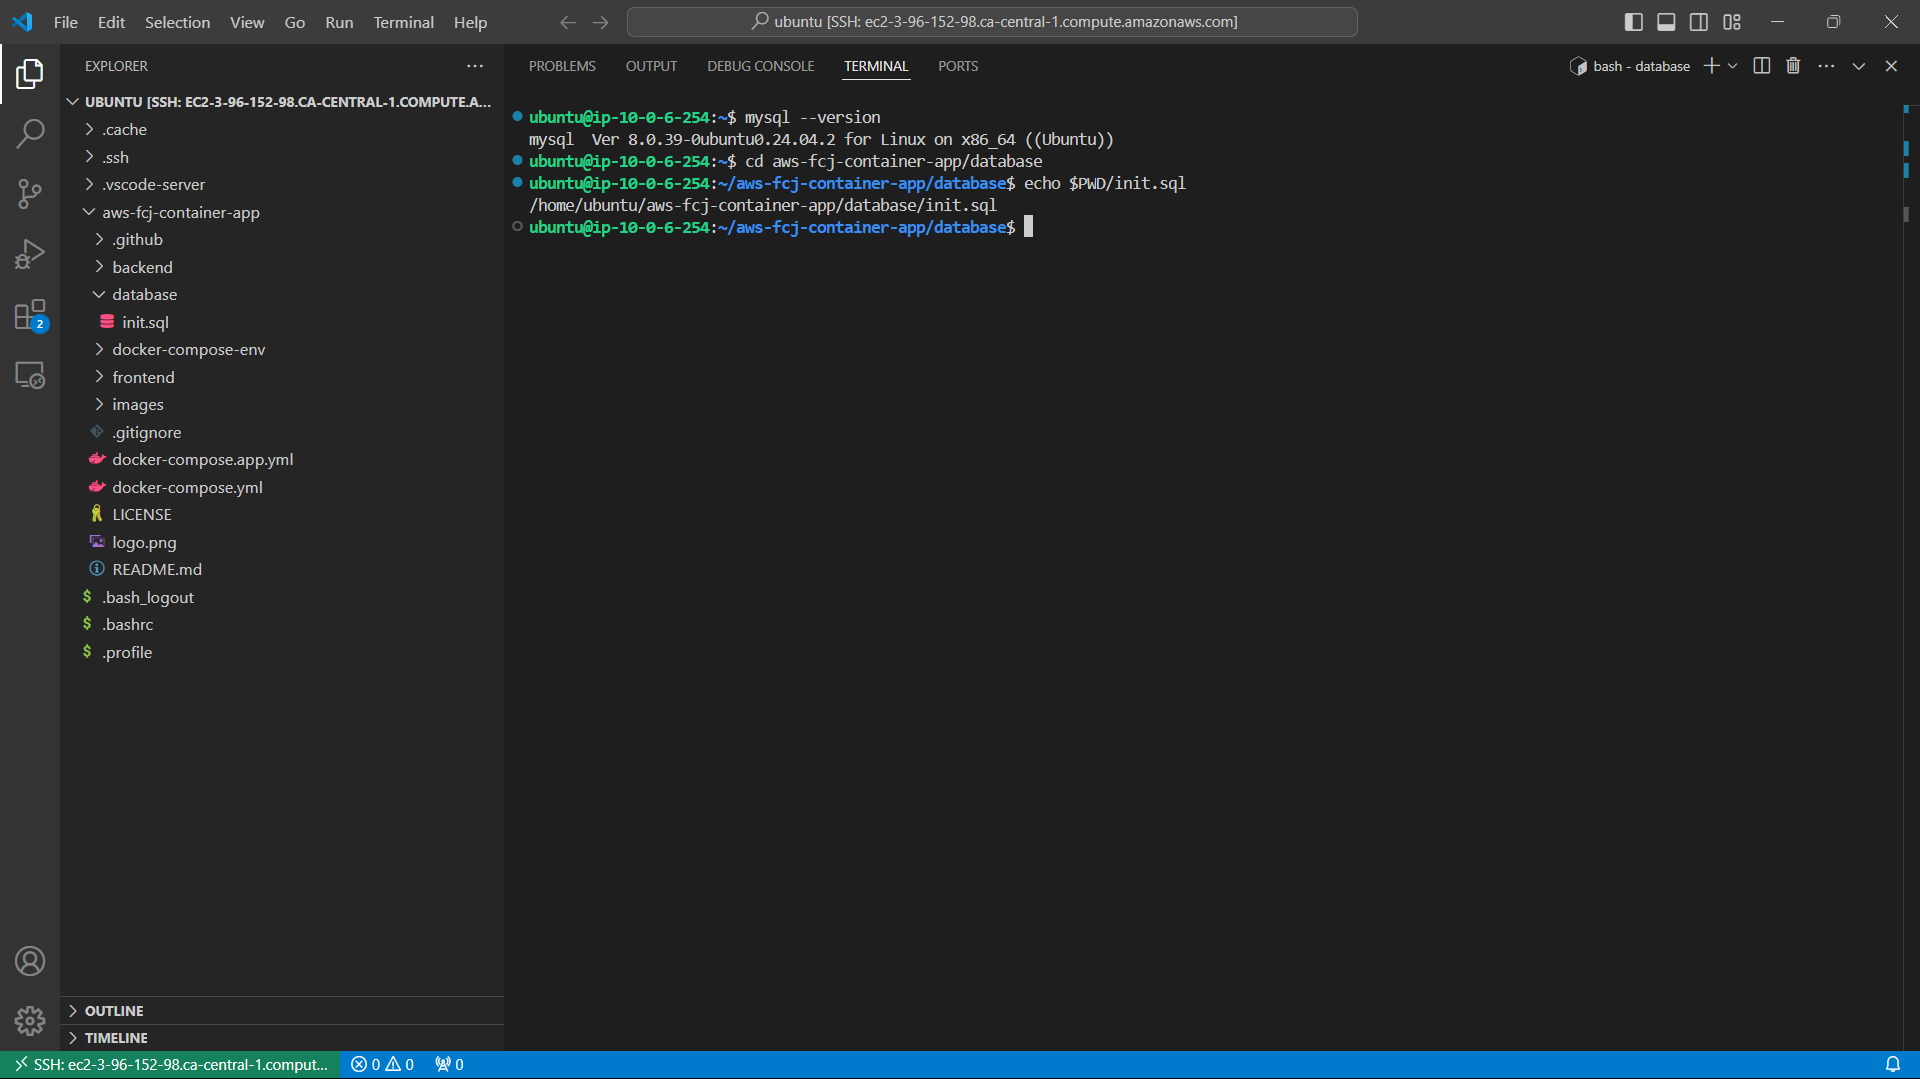 File Edit Selection View Go Run Terminal Help
ubuntu [SSH: ec2-3-96-152-98.ca-central-1.compute.amazonaws.com]
EXPLORER
UBUNTU [SSH: EC2-3-96-152-98.CA-CENTRAL-1.COMPUTE.A...
.cache
.ssh
.vscode-server
aws-fcj-container-app
.github
backend
database
init.sql
docker-compose-env
frontend
images
.gitignore
docker-compose.app.yml
docker-compose.yml
LICENSE
logo.png
README.md
$ .bash_logout
$ .bashrc
$ .profile
OUTLINE
TIMELINE
2
PROBLEMS OUTPUT DEBUG CONSOLE TERMINAL PORTS
bash - database
ubuntu@ip-10-0-6-254:~$ mysql --version
mysql  Ver 8.0.39-0ubuntu0.24.04.2 for Linux on x86_64 ((Ubuntu))
ubuntu@ip-10-0-6-254:~$ cd aws-fcj-container-app/database
ubuntu@ip-10-0-6-254:~/aws-fcj-container-app/database$ echo $PWD/init.sql
/home/ubuntu/aws-fcj-container-app/database/init.sql
ubuntu@ip-10-0-6-254:~/aws-fcj-container-app/database$
SSH: ec2-3-96-152-98.ca-central-1.comput... 0 0 0